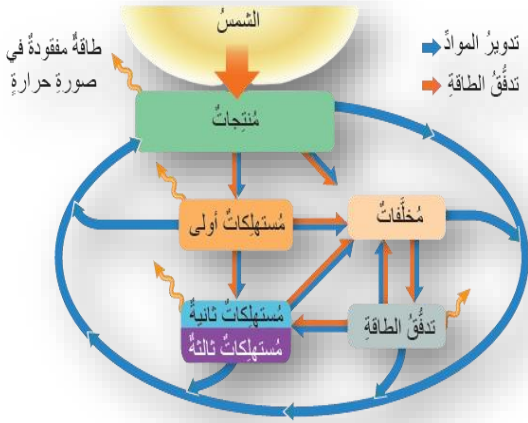 الشمسُ
تدويرُ الموادِّ
تدفُّقُ الطاقةِ
طاقةٌ مفقودةٌ في
صورةِ حرارةٍ
مُنتِجاتٌ
مُستهلِكاتٌ أولى
مُخلَّفاتٌ
مُستهلِكاتٌ ثانيةٌ
مُستهلِكاتٌ ثالثةٌ
تدفُّقُ الطاقةِ